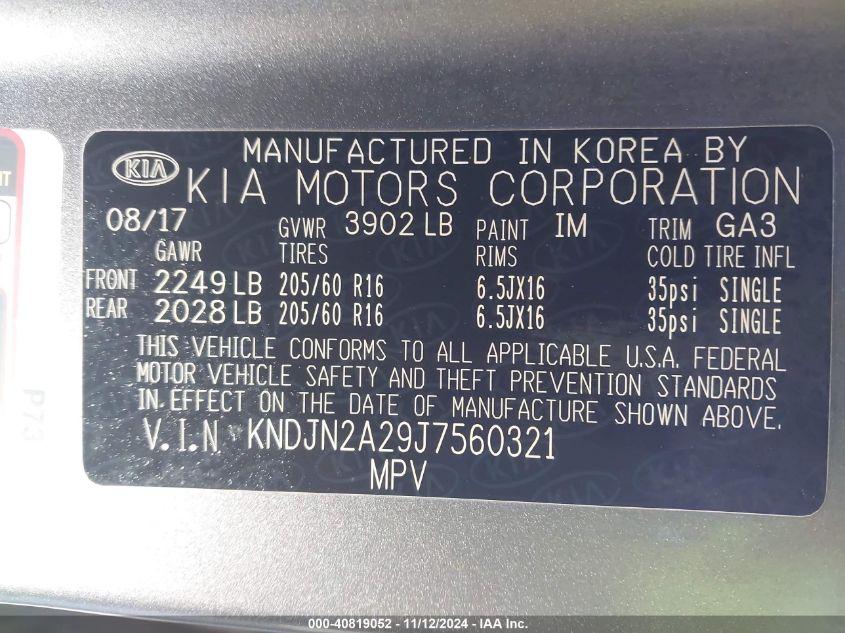 MANUFACTURED IN KOREA BY
KIA KIA MOTORS CORPORATION
08/17 GVWR 3902 LB PAINT IM TRIM GA3
GAWR TIRES RIMS COLD TIRE INFL
FRONT 2249 LB 205/60 R16 6.5JX16 35psi SINGLE
REAR 2028 LB 205/60 R16 6.5JX16 35psi SINGLE
THIS VEHICLE CONFORMS TO ALL APPLICABLE U.S.A. FEDERAL
MOTOR VEHICLE SAFETY AND THEFT PREVENTION STANDARDS
IN EFFECT ON THE DATE OF MANUFACTURE SHOWN ABOVE.
V.I.N KNDJN2A29J7560321
MPV
P73
000-40819052 - 11/12/2024 - IAA Inc.